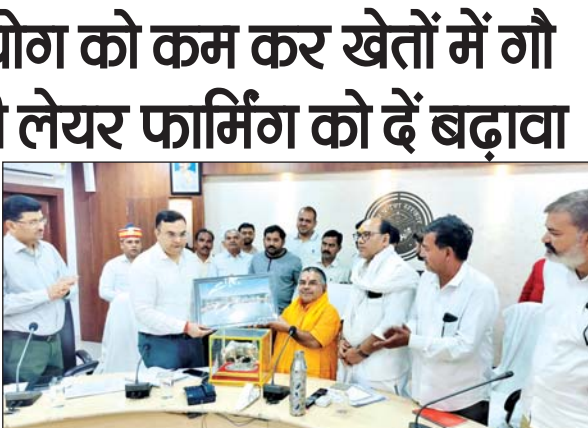 को कम कर खेतों में गौ
लेयर फार्मिंग को दें बढ़ावा